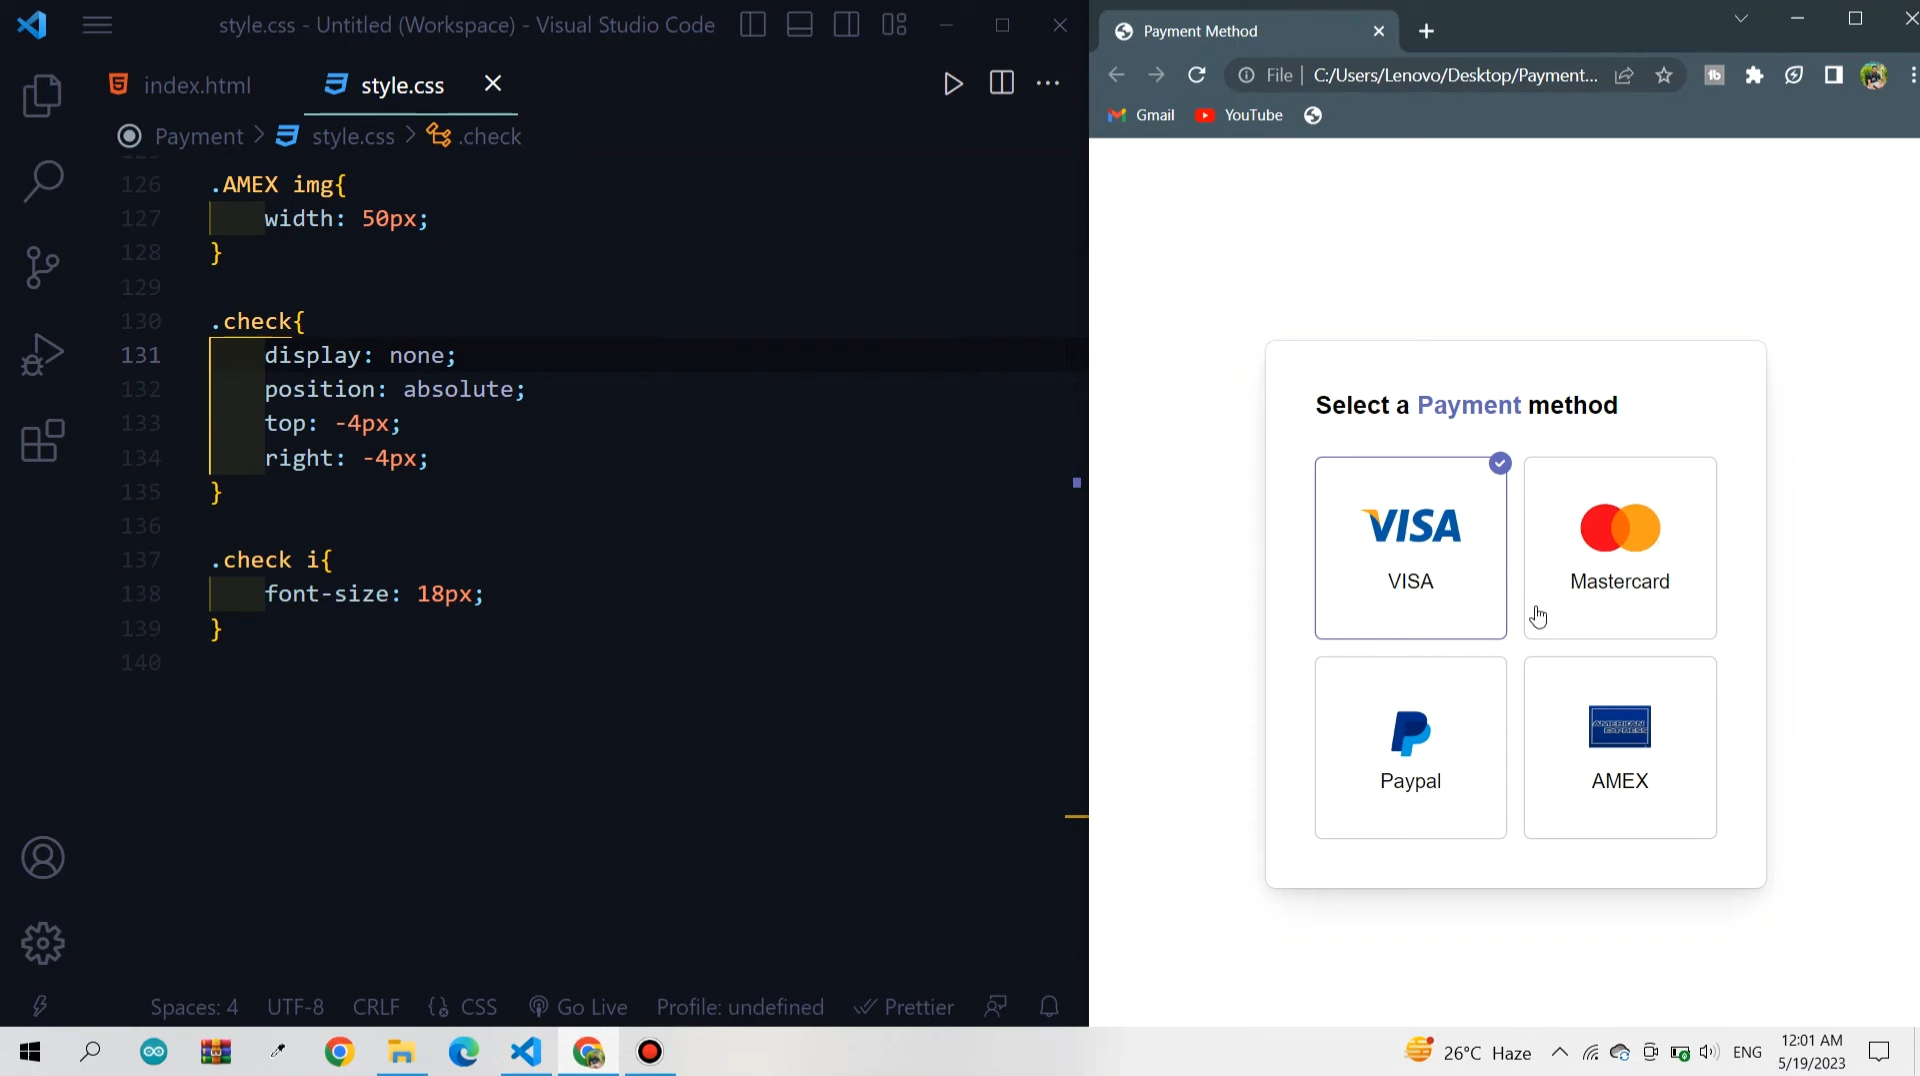 style.css - Untitled (Workspace) - Visual Studio Code
index.html
style.css
Payment > style.css > .check
126 .AMEX img{
127 width: 50px;
128 }
129
130 .check{
131 display: none;
132 position: absolute;
133 top: -4px;
134 right: -4px;
135 }
136
137 .check i{
138 font-size: 18px;
139 }
140
Spaces: 4 UTF-8 CRLF {} CSS Go Live Profile: undefined Prettier
Payment Method
File | C:/Users/Lenovo/Desktop/Payment...
Gmail YouTube
Select a Payment method
VISA
VISA
Mastercard
Paypal
AMERICAN EXPRESS
AMEX
26°C Haze
ENG
12:01 AM
5/19/2023